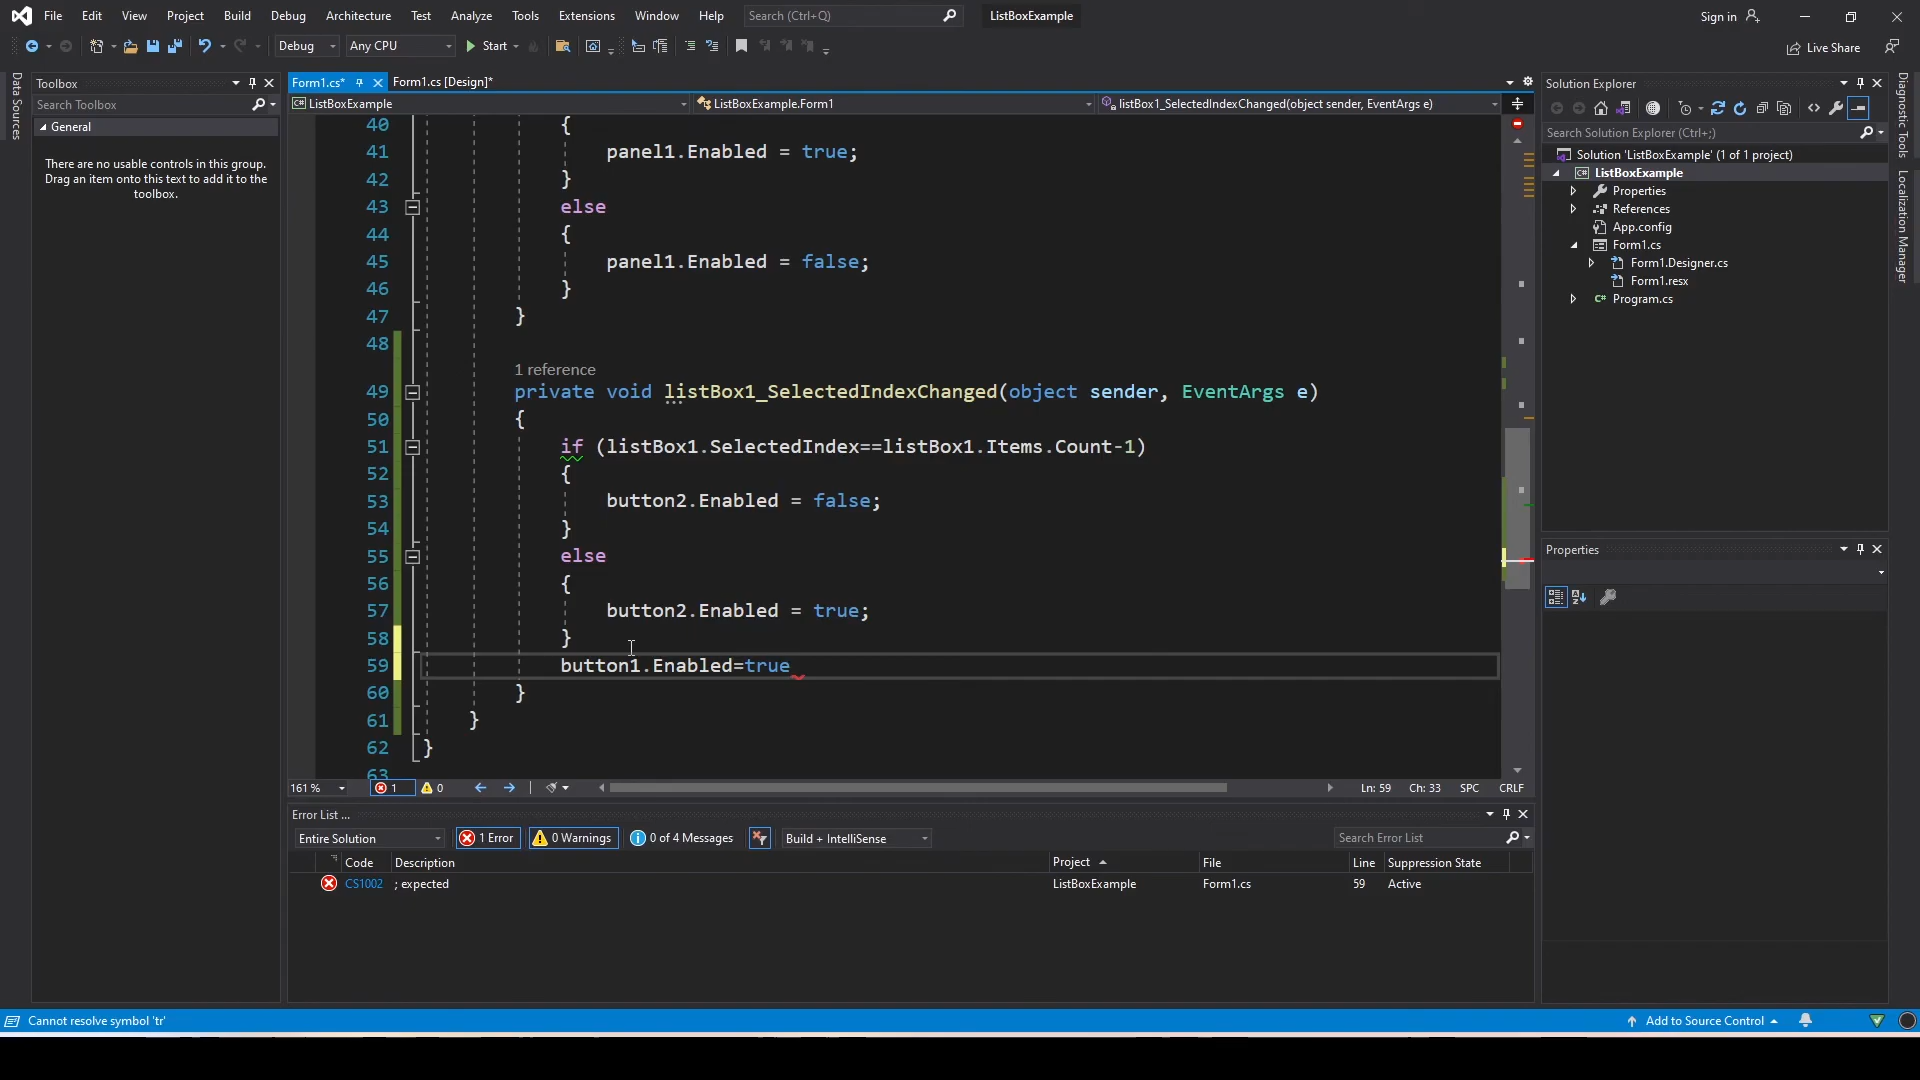 File Edit View Project Build Debug Architecture Test Analyze Tools Extensions Window Help Search (Ctrl+Q) ListBoxExample Sign in
Debug Any CPU Start Live Share
Data Sources
Toolbox
Search Toolbox
General
There are no usable controls in this group.
Drag an item onto this text to add it to the
toolbox.
Form1.cs* Form1.cs [Design]*
ListBoxExample ListBoxExample.Form1 listBox1_SelectedIndexChanged(object sender, EventArgs e)
40 {
41 panel1.Enabled = true;
42 }
43 else
44 {
45 panel1.Enabled = false;
46 }
47 }
48
1 reference
49 private void listBox1_SelectedIndexChanged(object sender, EventArgs e)
50 {
51 if (listBox1.SelectedIndex==listBox1.Items.Count-1)
52 {
53 button2.Enabled = false;
54 }
55 else
56 {
57 button2.Enabled = true;
58 }
59 button1.Enabled=true
60 }
61 }
62 }
63
161 % 1 0 Ln: 59 Ch: 33 SPC CRLF
Error List ...
Entire Solution 1 Error 0 Warnings 0 of 4 Messages Build + IntelliSense Search Error List
Code Description Project File Line Suppression State
CS1002 ; expected ListBoxExample Form1.cs 59 Active
Solution Explorer
Search Solution Explorer (Ctrl+;)
Solution 'ListBoxExample' (1 of 1 project)
C# ListBoxExample
Properties
References
App.config
Form1.cs
Form1.Designer.cs
Form1.resx
C# Program.cs
Properties
Diagnostic Tools
Localization Manager
Cannot resolve symbol 'tr' Add to Source Control